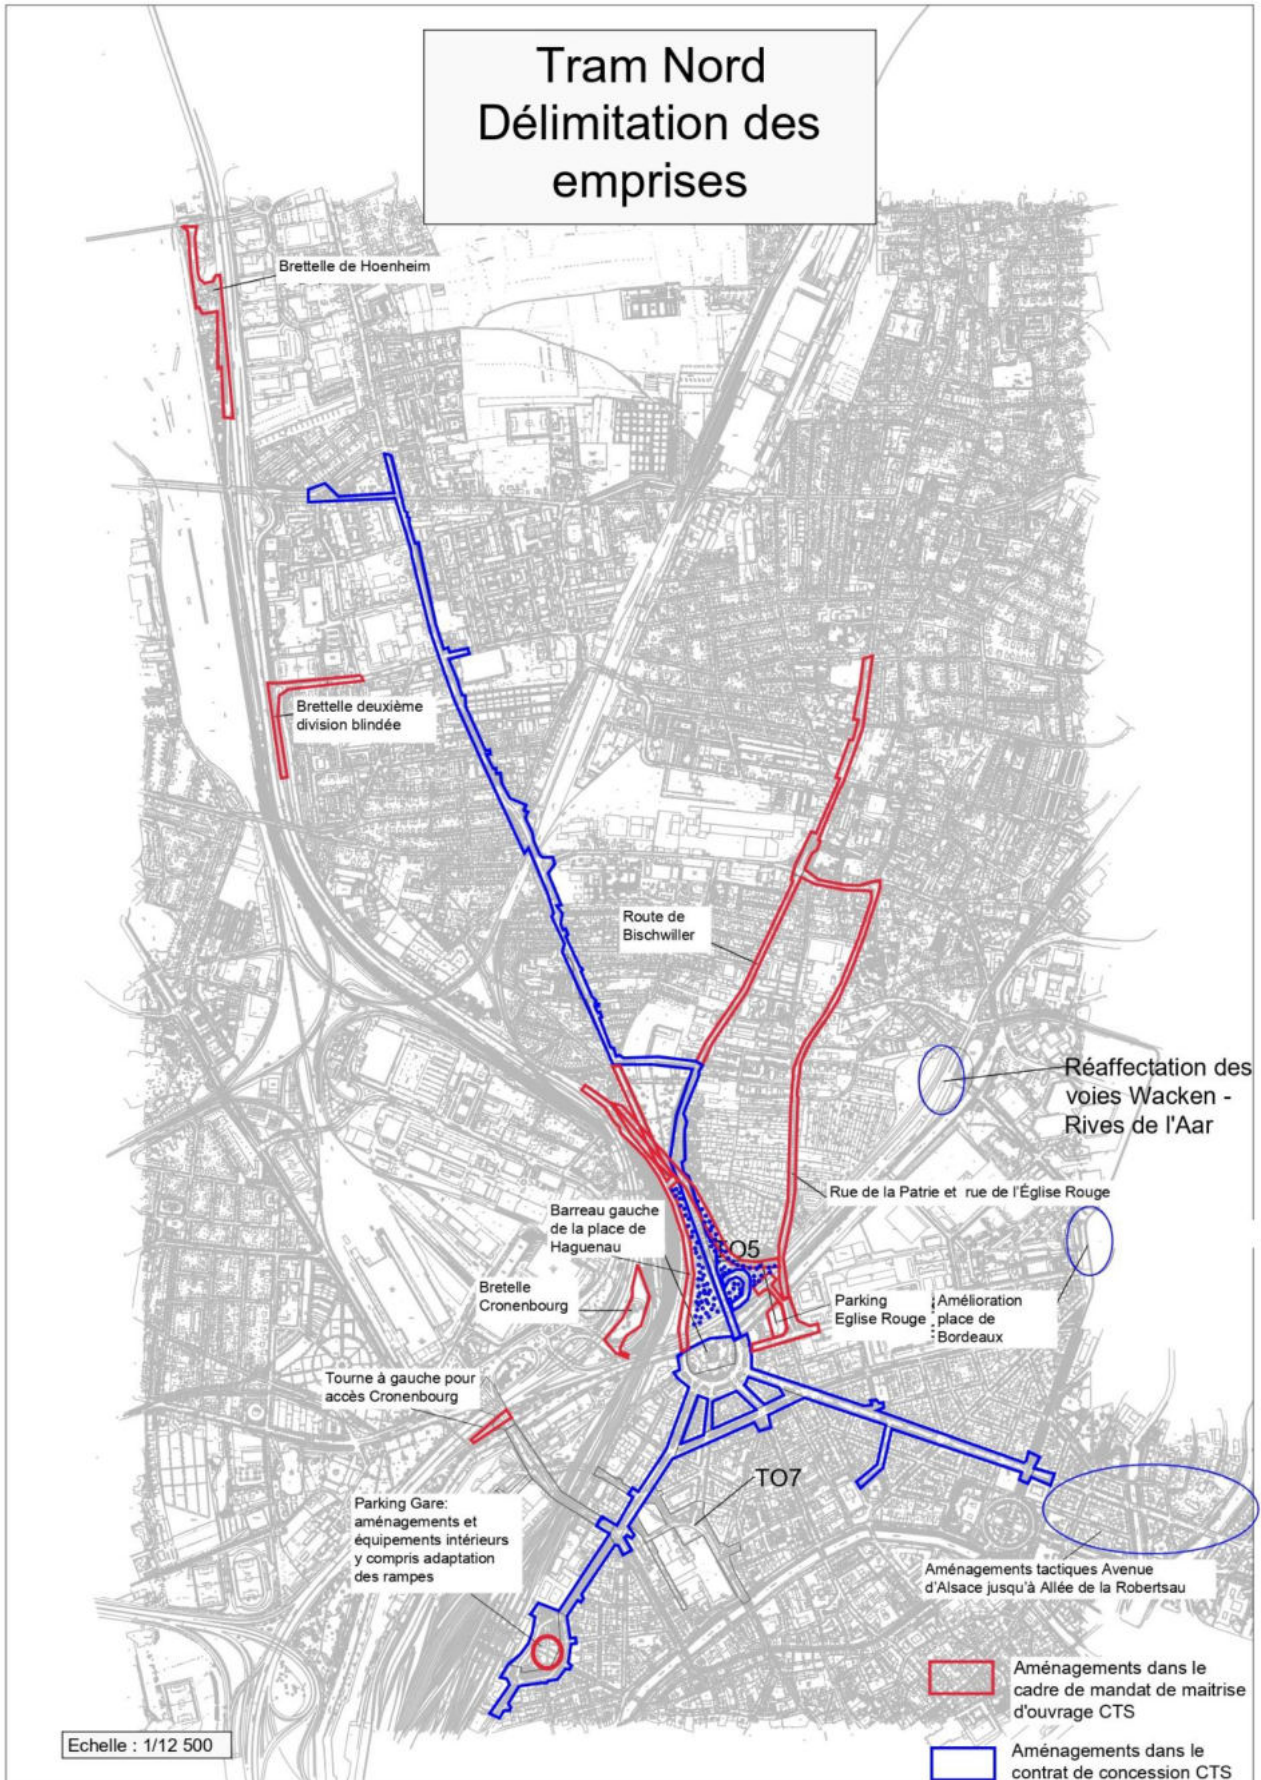 Tram Nord
Délimitation des
emprises
Brettelle de Hoenheim
Brettelle deuxième
division blindée
Route de
Bischwiller
Réaffectation des
voies Wacken -
Rives de l'Aar
Rue de la Patrie et rue de l'Église Rouge
Barreau gauche
de la place de
Haguenau
TO5
Bretelle
Cronenbourg
Parking
Eglise Rouge
Amélioration
place de
Bordeaux
Tourne à gauche pour
accès Cronenbourg
TO7
Parking Gare:
aménagements et
équipements intérieurs
y compris adaptation
des rampes
Aménagements tactiques Avenue
d'Alsace jusqu'à Allée de la Robertsau
Aménagements dans le
cadre de mandat de maitrise
d'ouvrage CTS
Echelle : 1/12 500
Aménagements dans le
contrat de concession CTS